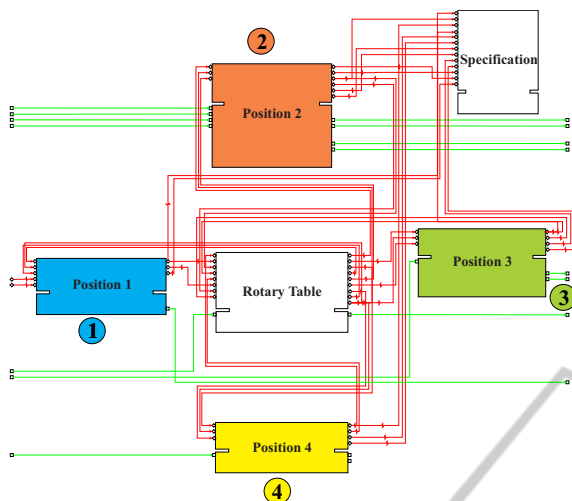 2
Specification
Position 2
Position 3
Position 1
Rotary Table
3
1
Position 4
4